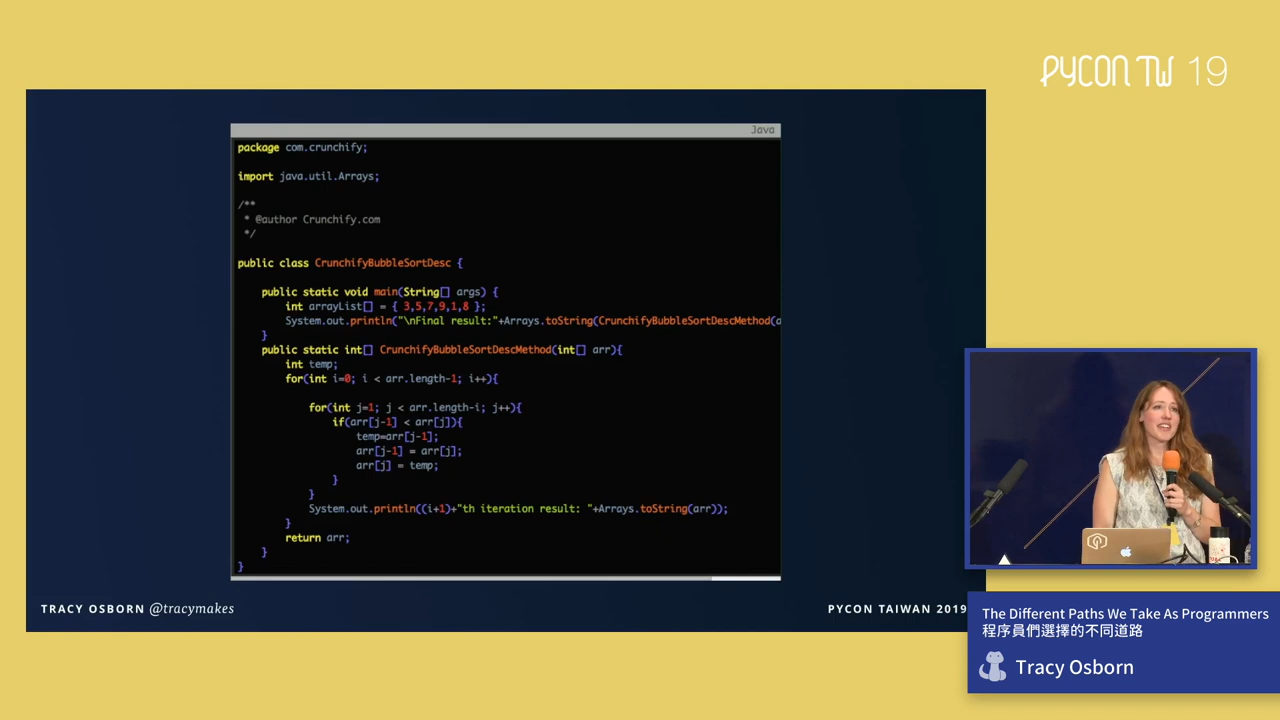 PYCON TW 19
Java
package com.crunchify;
import java.util.Arrays;
/**
* @author Crunchify.com
*/
public class CrunchifyBubbleSortDesc {
public static void main(String[] args) {
int arrayList[] = { 3,5,7,9,1,8 };
System.out.println("\nFinal result:"+Arrays.toString(CrunchifyBubbleSortDescMethod(a
}
public static int[] CrunchifyBubbleSortDescMethod(int[] arr){
int temp;
for(int i=0; i < arr.length-1; i++){
for(int j=1; j < arr.length-i; j++){
if(arr[j-1] < arr[j]){
temp=arr[j-1];
arr[j-1] = arr[j];
arr[j] = temp;
}
}
System.out.println((i+1)+"th iteration result: "+Arrays.toString(arr));
}
return arr;
}
}
TRACY OSBORN @tracymakes
PYCON TAIWAN 2019
The Different Paths We Take As Programmers
程序員們選擇的不同道路
Tracy Osborn